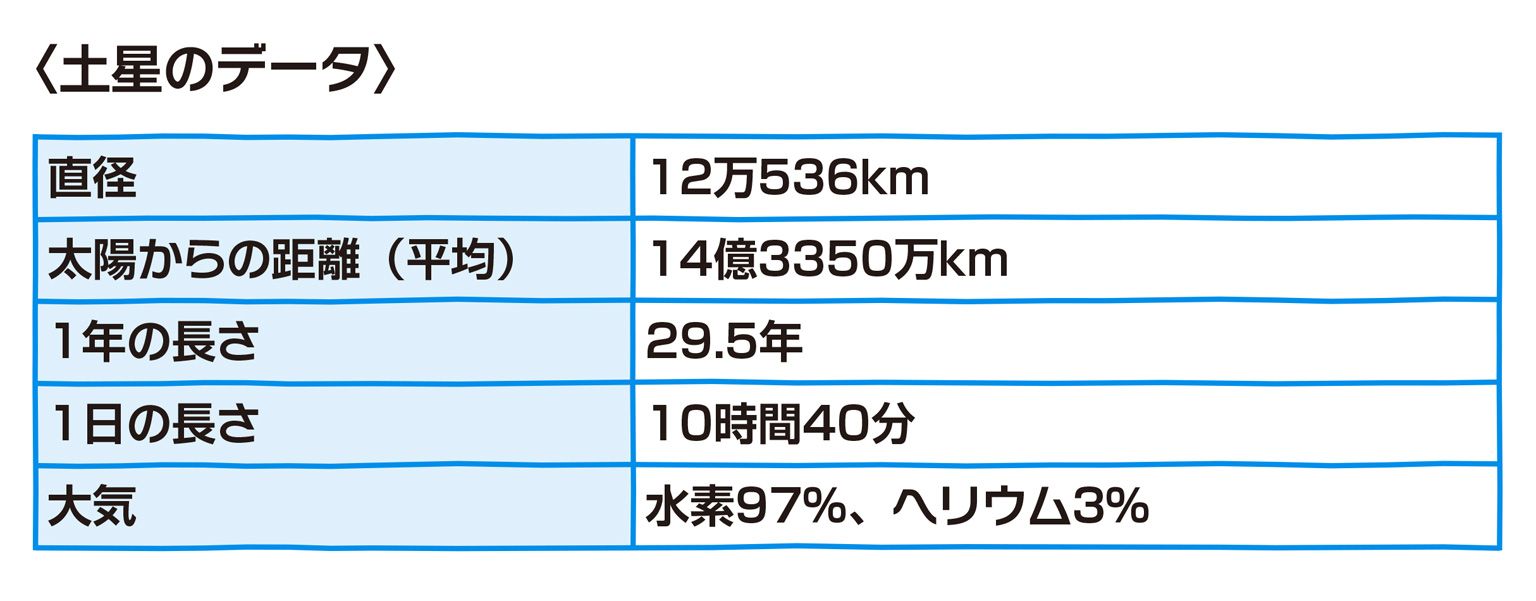 〈土星のデータ〉
直径 12万536km
太陽からの距離（平均） 14億3350万km
1年の長さ 29.5年
1日の長さ 10時間40分
大気 水素97%、ヘリウム3%